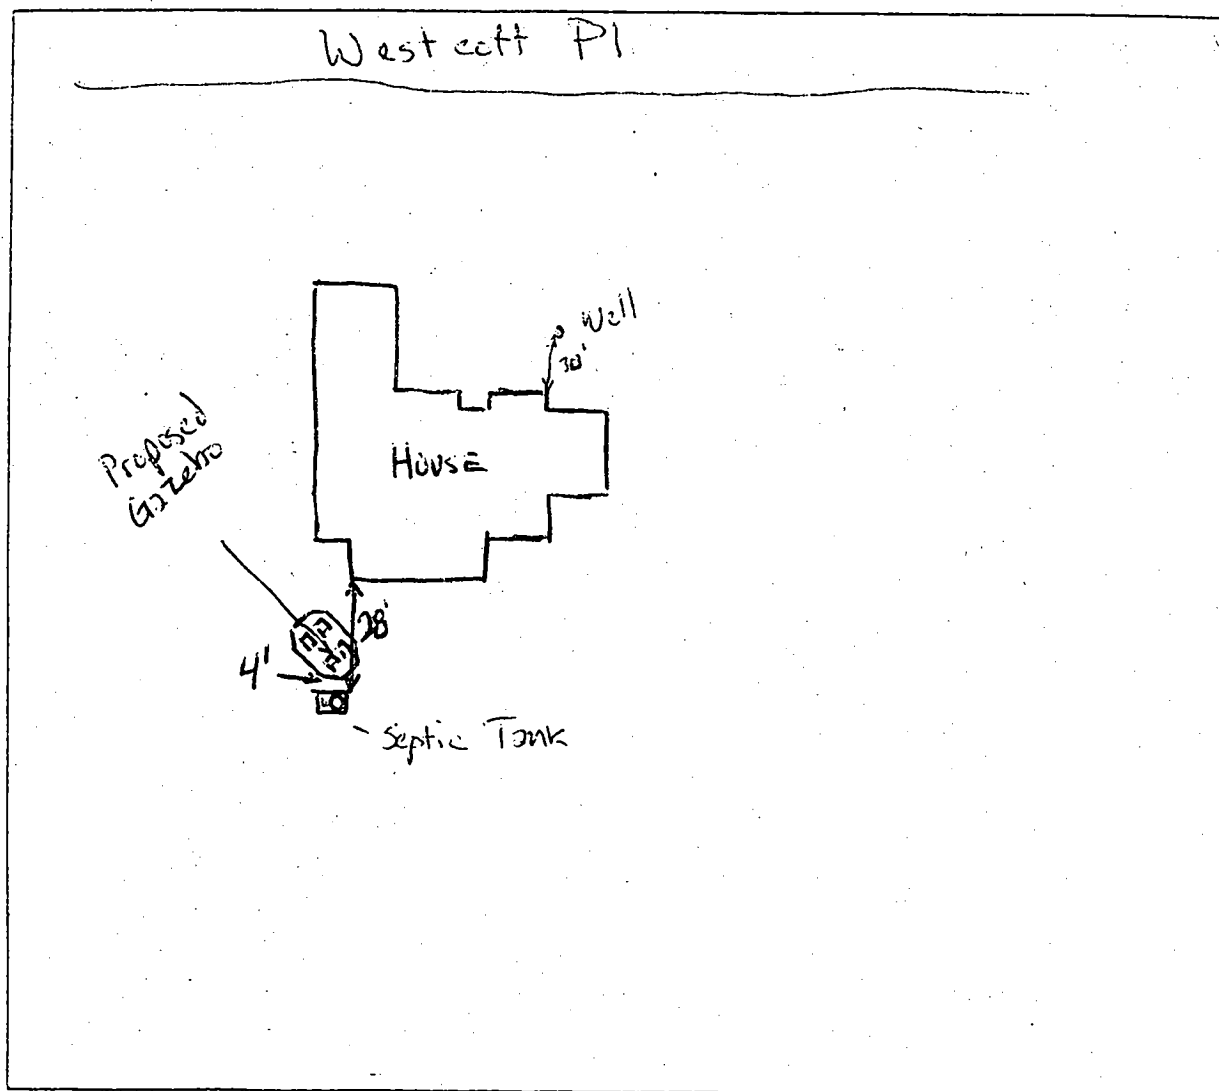 Westcott Pl
Well
30'
Proposed
Gazebo
House
28'
4'
Septic Tank